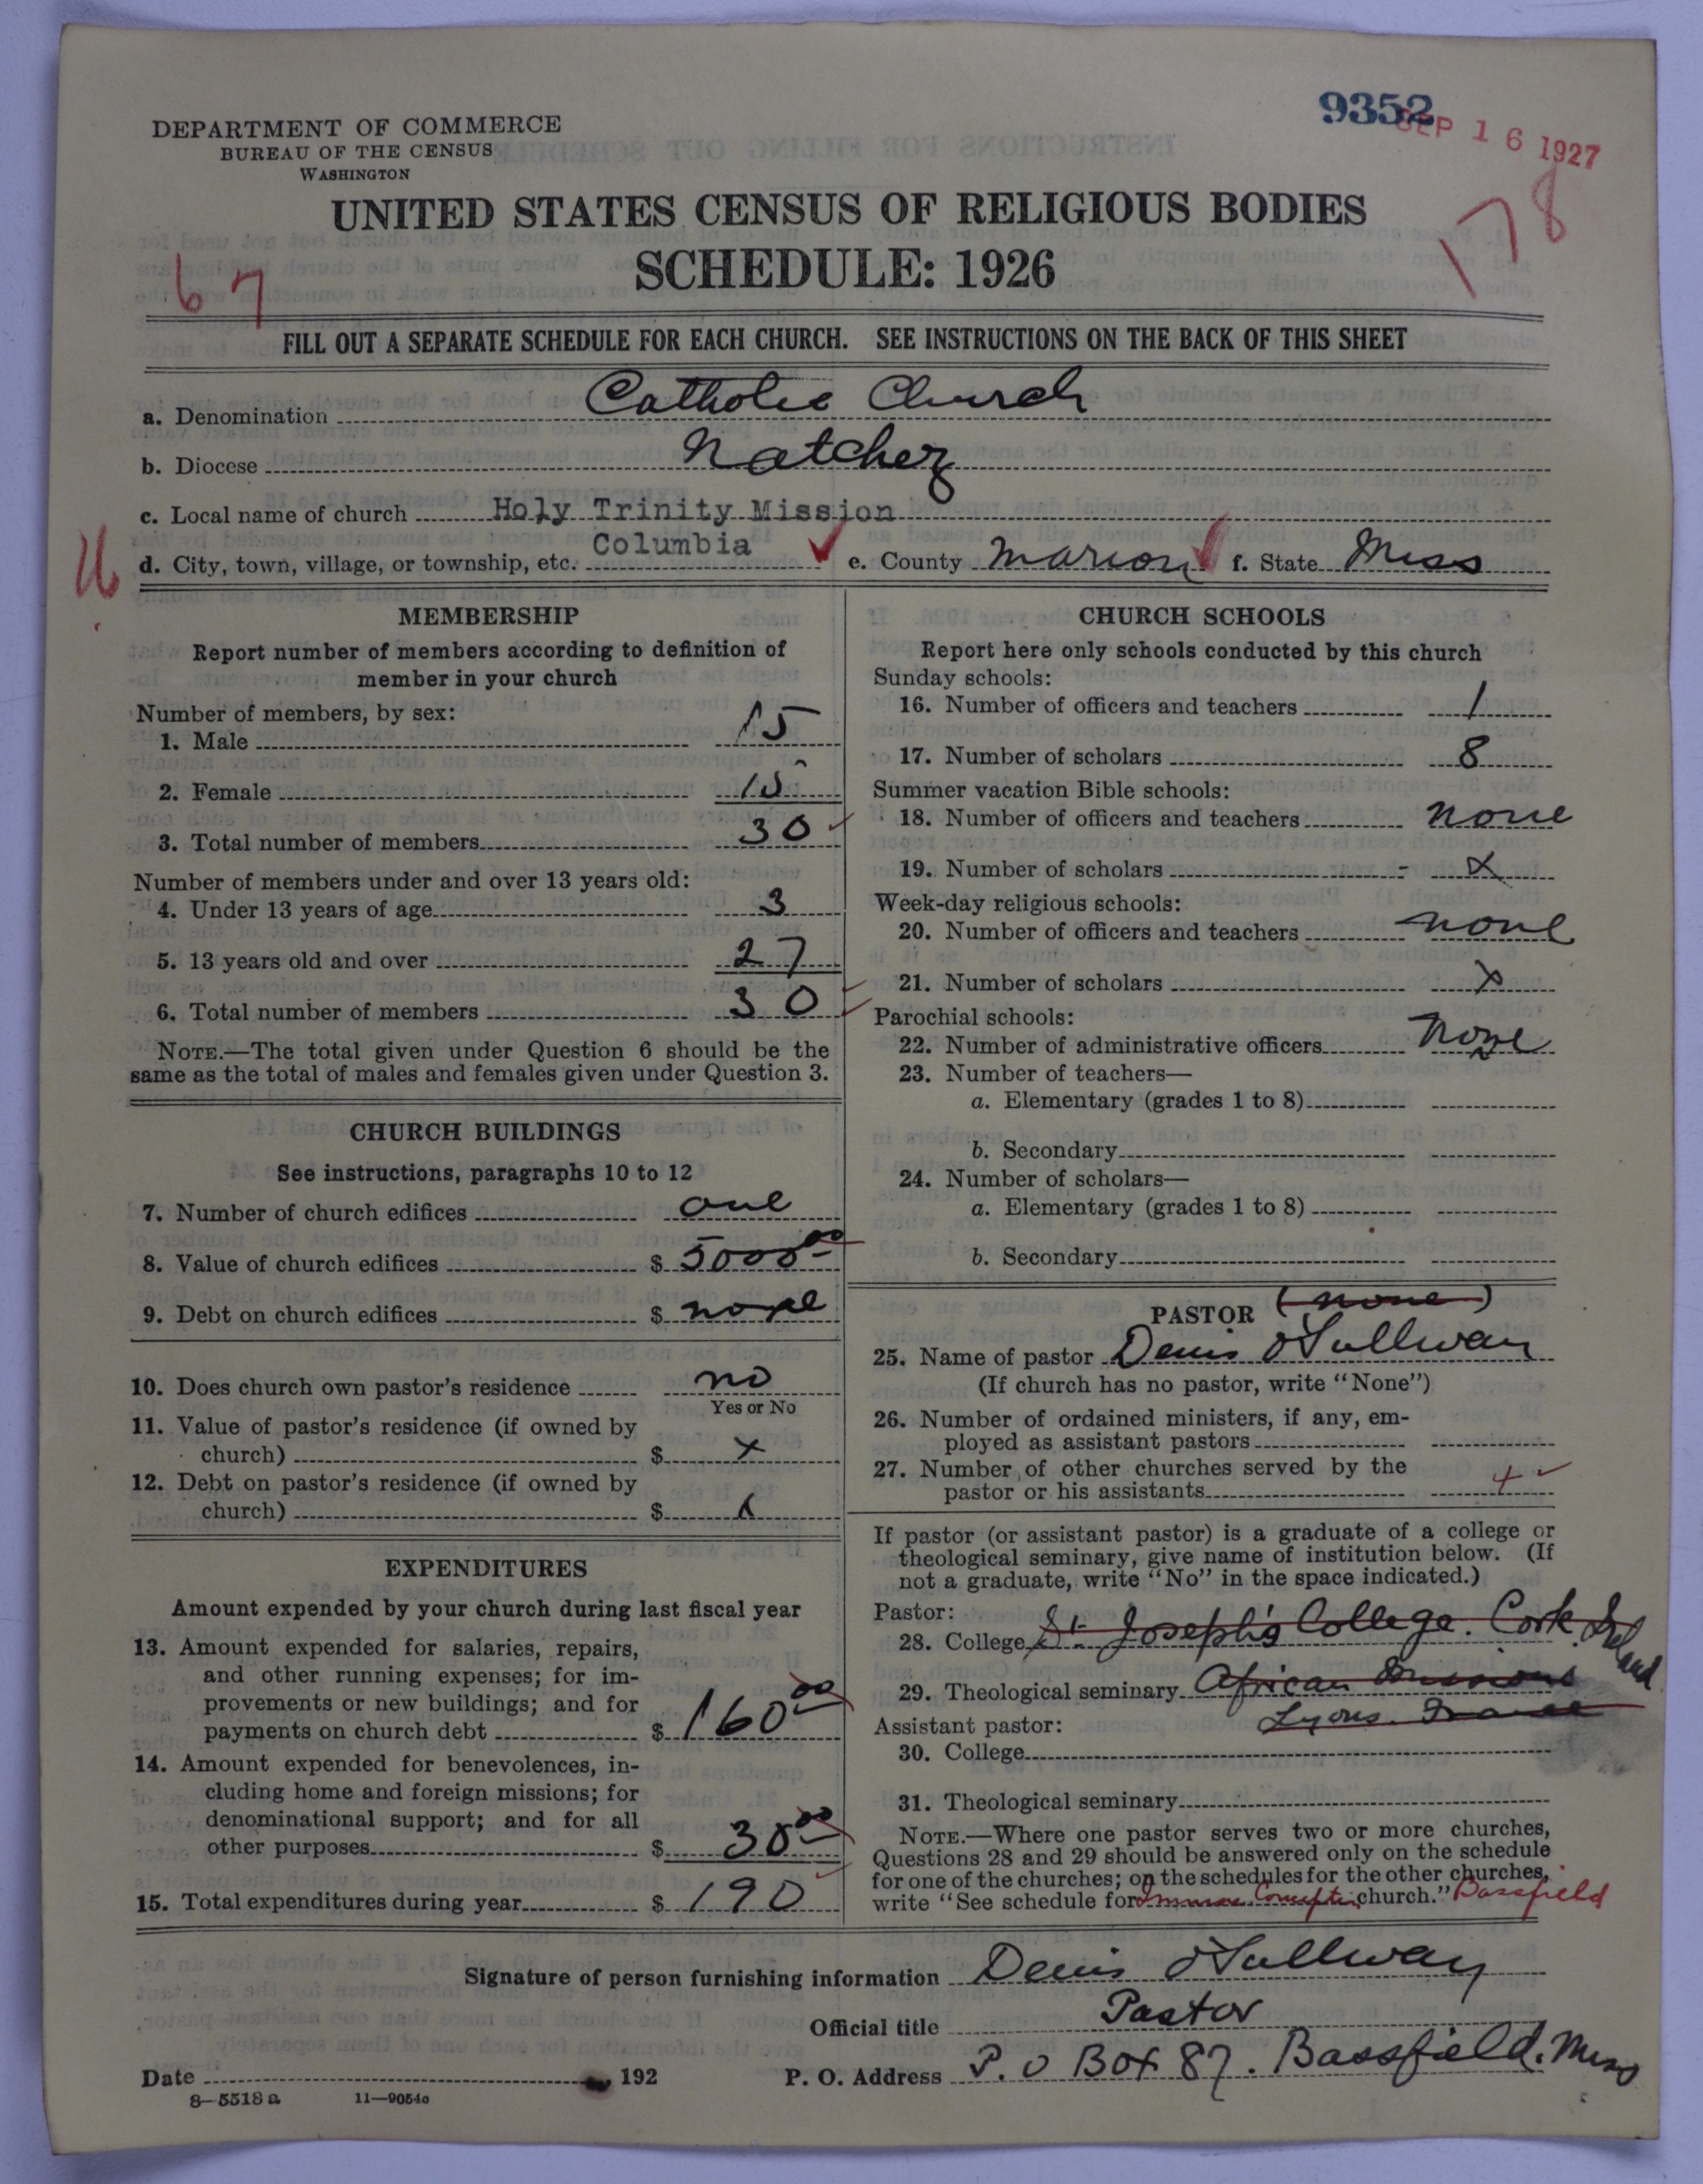 9352
SEP 16 1927
DEPARTMENT OF COMMERCE
BUREAU OF THE CENSUS
WASHINGTON
UNITED STATES CENSUS OF RELIGIOUS BODIES
SCHEDULE: 1926
178
67
FILL OUT A SEPARATE SCHEDULE FOR EACH CHURCH. SEE INSTRUCTIONS ON THE BACK OF THIS SHEET
a. Denomination Catholic Church
b. Diocese Natchez
c. Local name of church Holy Trinity Mission
d. City, town, village, or township, etc. Columbia e. County Marion f. State Miss
MEMBERSHIP
Report number of members according to definition of
member in your church
Number of members, by sex:
1. Male 15
2. Female 15
3. Total number of members 30
Number of members under and over 13 years old:
4. Under 13 years of age 3
5. 13 years old and over 27
6. Total number of members 30
NOTE.—The total given under Question 6 should be the
same as the total of males and females given under Question 3.
CHURCH BUILDINGS
See instructions, paragraphs 10 to 12
7. Number of church edifices one
8. Value of church edifices $ 5000 00
9. Debt on church edifices $ none
10. Does church own pastor's residence no
Yes or No
11. Value of pastor's residence (if owned by
church) $ x
12. Debt on pastor's residence (if owned by
church) $ x
EXPENDITURES
Amount expended by your church during last fiscal year
13. Amount expended for salaries, repairs,
and other running expenses; for im-
provements or new buildings; and for
payments on church debt $ 160 00
14. Amount expended for benevolences, in-
cluding home and foreign missions; for
denominational support; and for all
other purposes $ 30 00
15. Total expenditures during year $ 190
CHURCH SCHOOLS
Report here only schools conducted by this church
Sunday schools:
16. Number of officers and teachers 1
17. Number of scholars 8
Summer vacation Bible schools:
18. Number of officers and teachers none
19. Number of scholars - x
Week-day religious schools:
20. Number of officers and teachers none
21. Number of scholars x
Parochial schools:
22. Number of administrative officers none
23. Number of teachers—
a. Elementary (grades 1 to 8)
b. Secondary
24. Number of scholars—
a. Elementary (grades 1 to 8)
b. Secondary
PASTOR (none)
25. Name of pastor Denis O'Sullivan
(If church has no pastor, write "None")
26. Number of ordained ministers, if any, em-
ployed as assistant pastors
27. Number of other churches served by the
pastor or his assistants
If pastor (or assistant pastor) is a graduate of a college or
theological seminary, give name of institution below. (If
not a graduate, write "No" in the space indicated.)
Pastor:
28. College St. Joseph's College. Cork Ireland
29. Theological seminary African Missions
Lyons. France
Assistant pastor:
30. College
31. Theological seminary
NOTE.—Where one pastor serves two or more churches,
Questions 28 and 29 should be answered only on the schedule
for one of the churches; on the schedules for the other churches,
write "See schedule for church." Bassfield
Signature of person furnishing information Denis O'Sullivan
Official title Pastor
Date 192
P. O. Address P. O Box 87. Bassfield. Miss
8—5518a 11—9054c